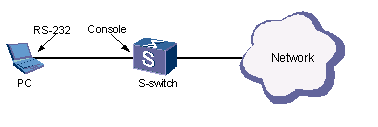 RS-232
Console
S
Network
PC
S-switch